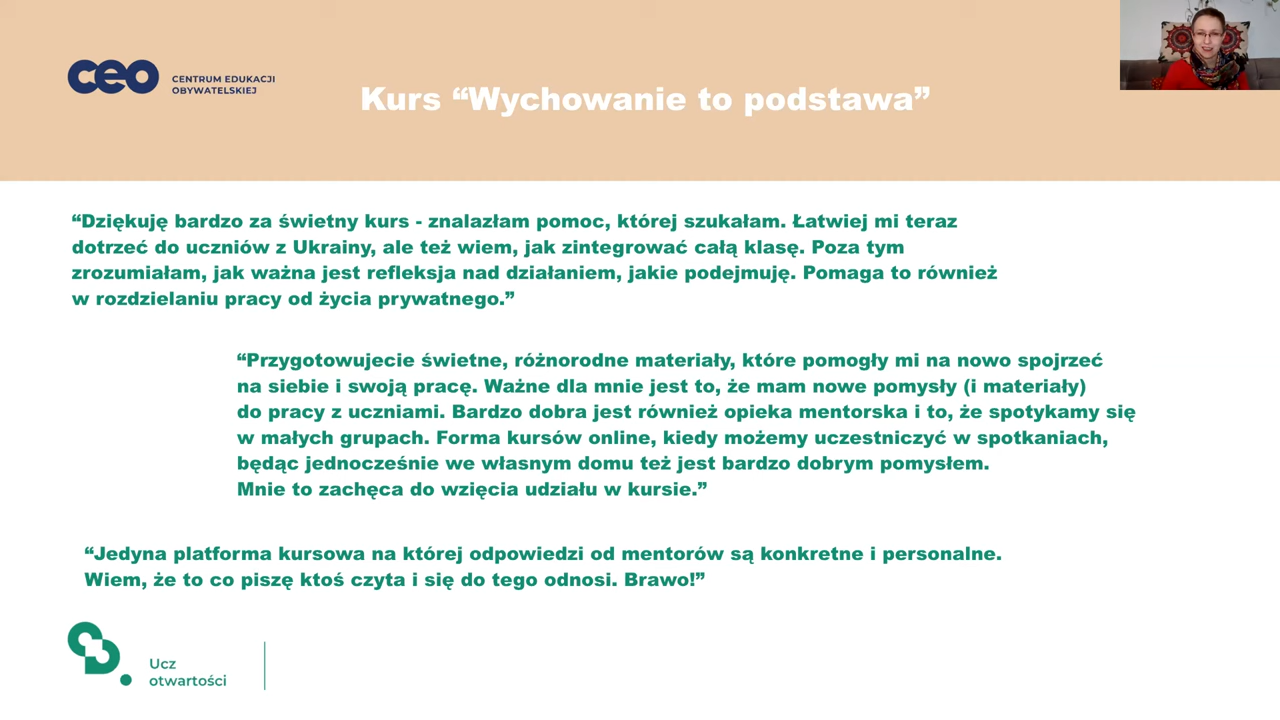 ceo
CENTRUM EDUKACJI
OBYWATELSKIEJ
Kurs “Wychowanie to podstawa”
“Dziękuję bardzo za świetny kurs - znalazłam pomoc, której szukałam. Łatwiej mi teraz
dotrzeć do uczniów z Ukrainy, ale też wiem, jak zintegrować całą klasę. Poza tym
zrozumiałam, jak ważna jest refleksja nad działaniem, jakie podejmuję. Pomaga to również
w rozdzielaniu pracy od życia prywatnego.”
“Przygotowujecie świetne, różnorodne materiały, które pomogły mi na nowo spojrzeć
na siebie i swoją pracę. Ważne dla mnie jest to, że mam nowe pomysły (i materiały)
do pracy z uczniami. Bardzo dobra jest również opieka mentorska i to, że spotykamy się
w małych grupach. Forma kursów online, kiedy możemy uczestniczyć w spotkaniach,
będąc jednocześnie we własnym domu też jest bardzo dobrym pomysłem.
Mnie to zachęca do wzięcia udziału w kursie.”
“Jedyna platforma kursowa na której odpowiedzi od mentorów są konkretne i personalne.
Wiem, że to co piszę ktoś czyta i się do tego odnosi. Brawo!”
Ucz
otwartości